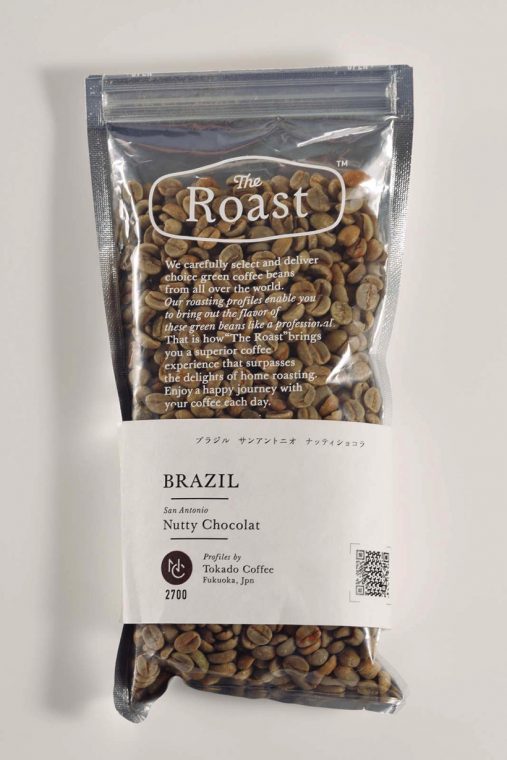 The
Roast
TM
We carefully select and deliver
choice green coffee beans
from all over the world.
Our roasting profiles enable you
to bring out the flavor of
these green beans like a professional.
That is how "The Roast" brings
you a superior coffee
experience that surpasses
the delights of home roasting.
Enjoy a happy journey with
your coffee each day.
ブラジル サンアントニオ ナッティショコラ
BRAZIL
San Antonio
Nutty Chocolat
Profiles by
Tokado Coffee
Fukuoka, Jpn
2700